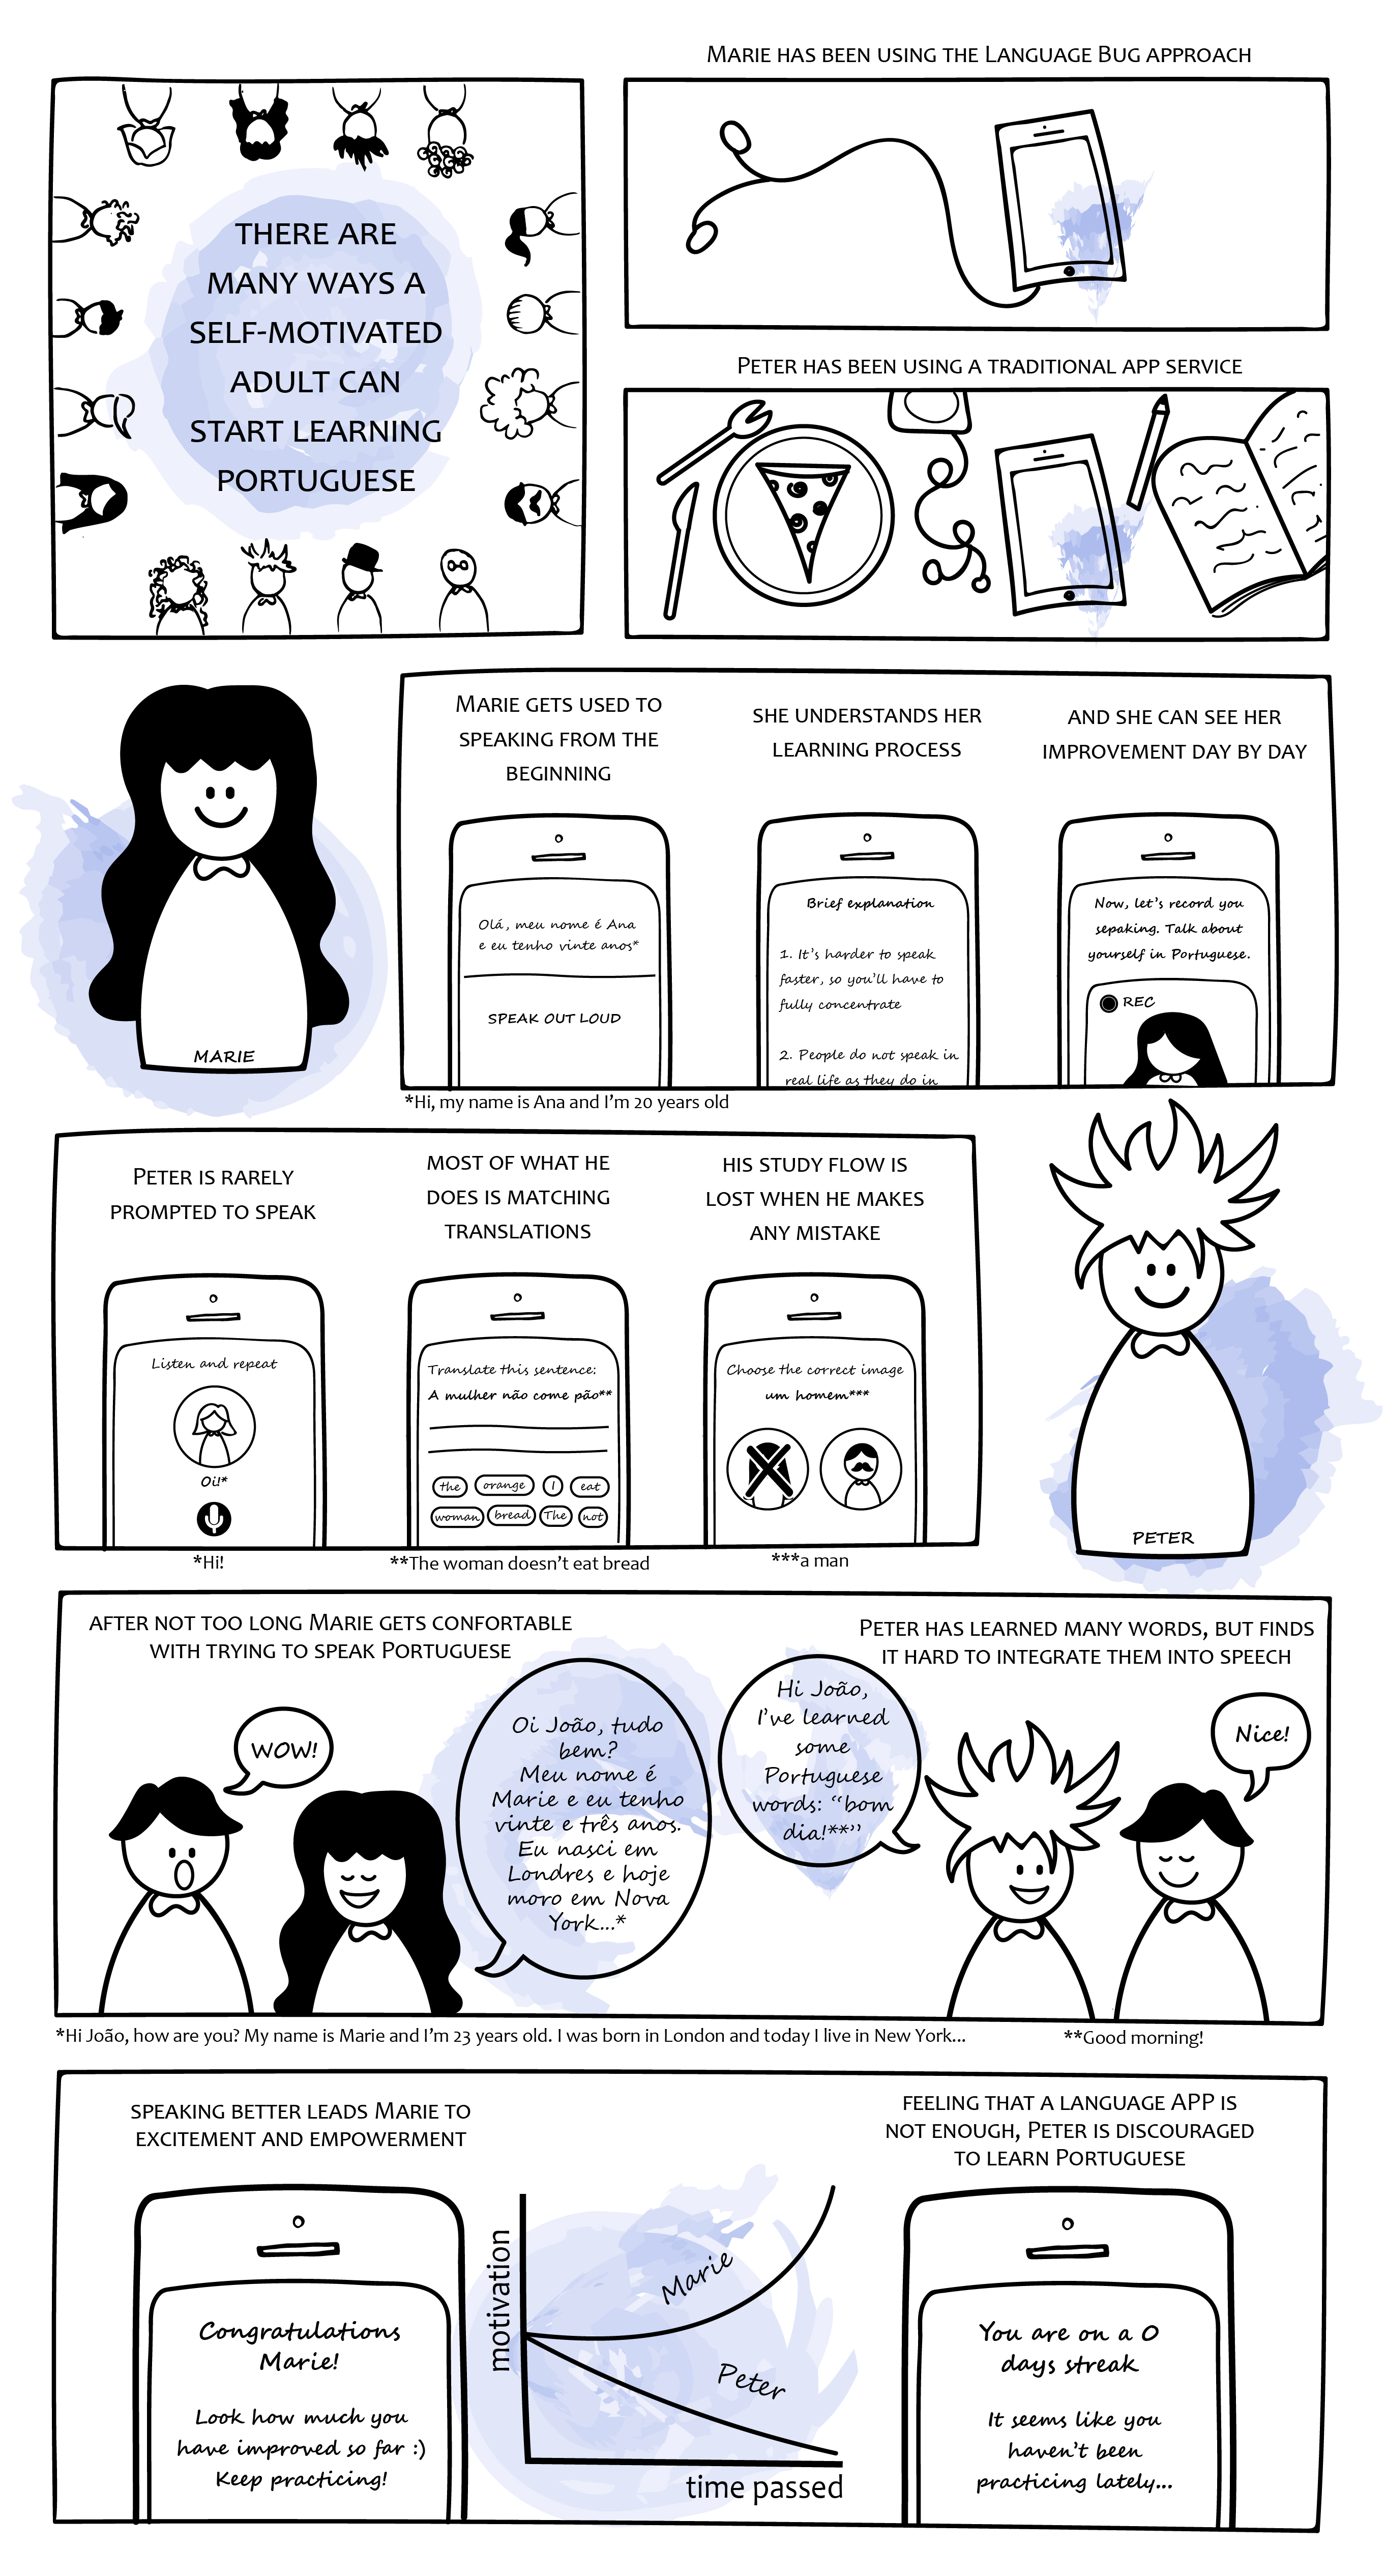 THERE ARE
MANY WAYS A
SELF-MOTIVATED
ADULT CAN
START LEARNING
PORTUGUESE
MARIE HAS BEEN USING THE LANGUAGE BUG APPROACH
PETER HAS BEEN USING A TRADITIONAL APP SERVICE
MARIE
MARIE GETS USED TO
SPEAKING FROM THE
BEGINNING
Olá, meu nome é Ana
e eu tenho vinte anos*
SPEAK OUT LOUD
SHE UNDERSTANDS HER
LEARNING PROCESS
Brief explanation
1. It's harder to speak
faster, so you'll have to
fully concentrate
2. People do not speak in
real life as they do in
AND SHE CAN SEE HER
IMPROVEMENT DAY BY DAY
Now, let's record you
sepaking. Talk about
yourself in Portuguese.
REC
*Hi, my name is Ana and I'm 20 years old
PETER IS RARELY
PROMPTED TO SPEAK
Listen and repeat
Oi!*
MOST OF WHAT HE
DOES IS MATCHING
TRANSLATIONS
Translate this sentence:
A mulher não come pão**
the orange I eat
woman bread The not
HIS STUDY FLOW IS
LOST WHEN HE MAKES
ANY MISTAKE
Choose the correct image
um homem***
PETER
*Hi!
**The woman doesn't eat bread
***a man
AFTER NOT TOO LONG MARIE GETS CONFORTABLE
WITH TRYING TO SPEAK PORTUGUESE
WOW!
Oi João, tudo
bem?
Meu nome é
Marie e eu tenho
vinte e três anos.
Eu nasci em
Londres e hoje
moro em Nova
York...*
PETER HAS LEARNED MANY WORDS, BUT FINDS
IT HARD TO INTEGRATE THEM INTO SPEECH
Hi João,
I've learned
some
Portuguese
words: "bom
dia!**"
Nice!
*Hi João, how are you? My name is Marie and I'm 23 years old. I was born in London and today I live in New York...
**Good morning!
SPEAKING BETTER LEADS MARIE TO
EXCITEMENT AND EMPOWERMENT
Congratulations
Marie!
Look how much you
have improved so far :)
Keep practicing!
motivation
Marie
Peter
time passed
FEELING THAT A LANGUAGE APP IS
NOT ENOUGH, PETER IS DISCOURAGED
TO LEARN PORTUGUESE
You are on a 0
days streak
It seems like you
haven't been
practicing lately...